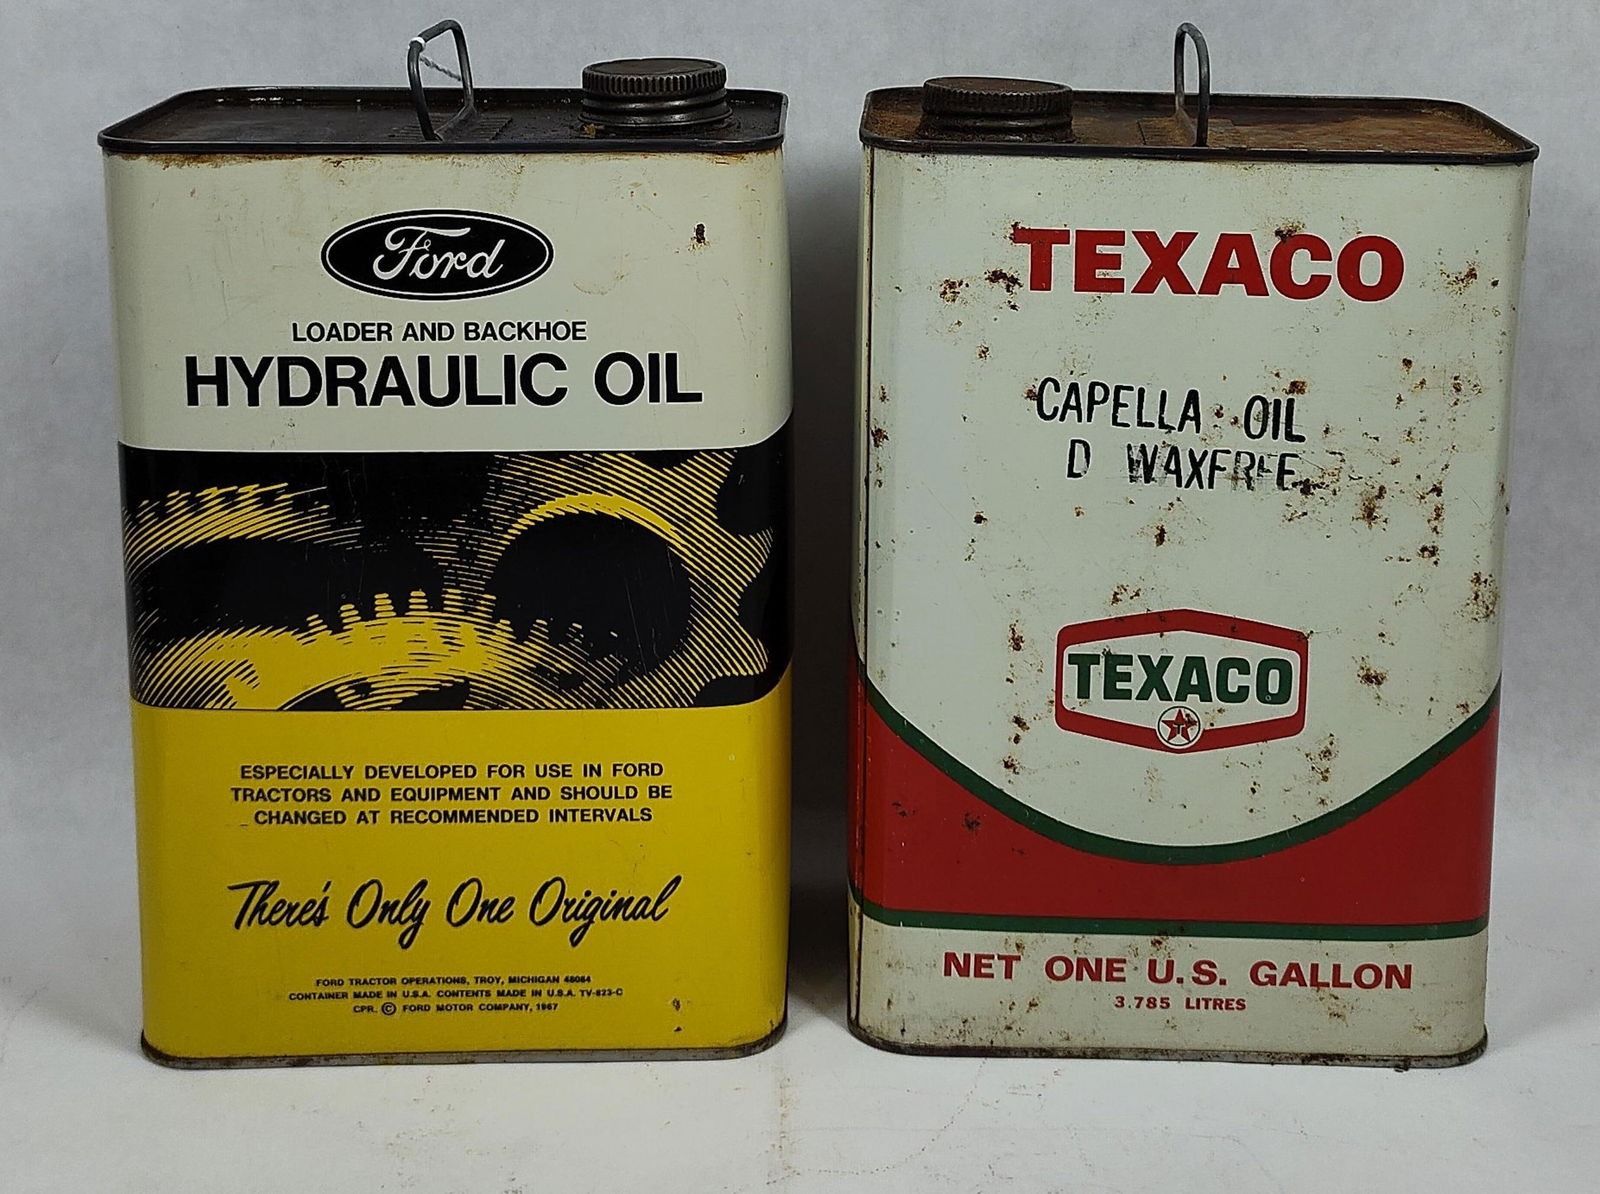 Ford
LOADER AND BACKHOE
HYDRAULIC OIL
ESPECIALLY DEVELOPED FOR USE IN FORD
TRACTORS AND EQUIPMENT AND SHOULD BE
CHANGED AT RECOMMENDED INTERVALS
There's Only One Original
FORD TRACTOR OPERATIONS, TROY, MICHIGAN 48084
CONTAINER MADE IN U.S.A. CONTENTS MADE IN U.S.A. TV-823-C
CPR. © FORD MOTOR COMPANY, 1967
TEXACO
CAPELLA OIL
D WAXFREE
TEXACO
T
NET ONE U.S. GALLON
3.785 LITRES